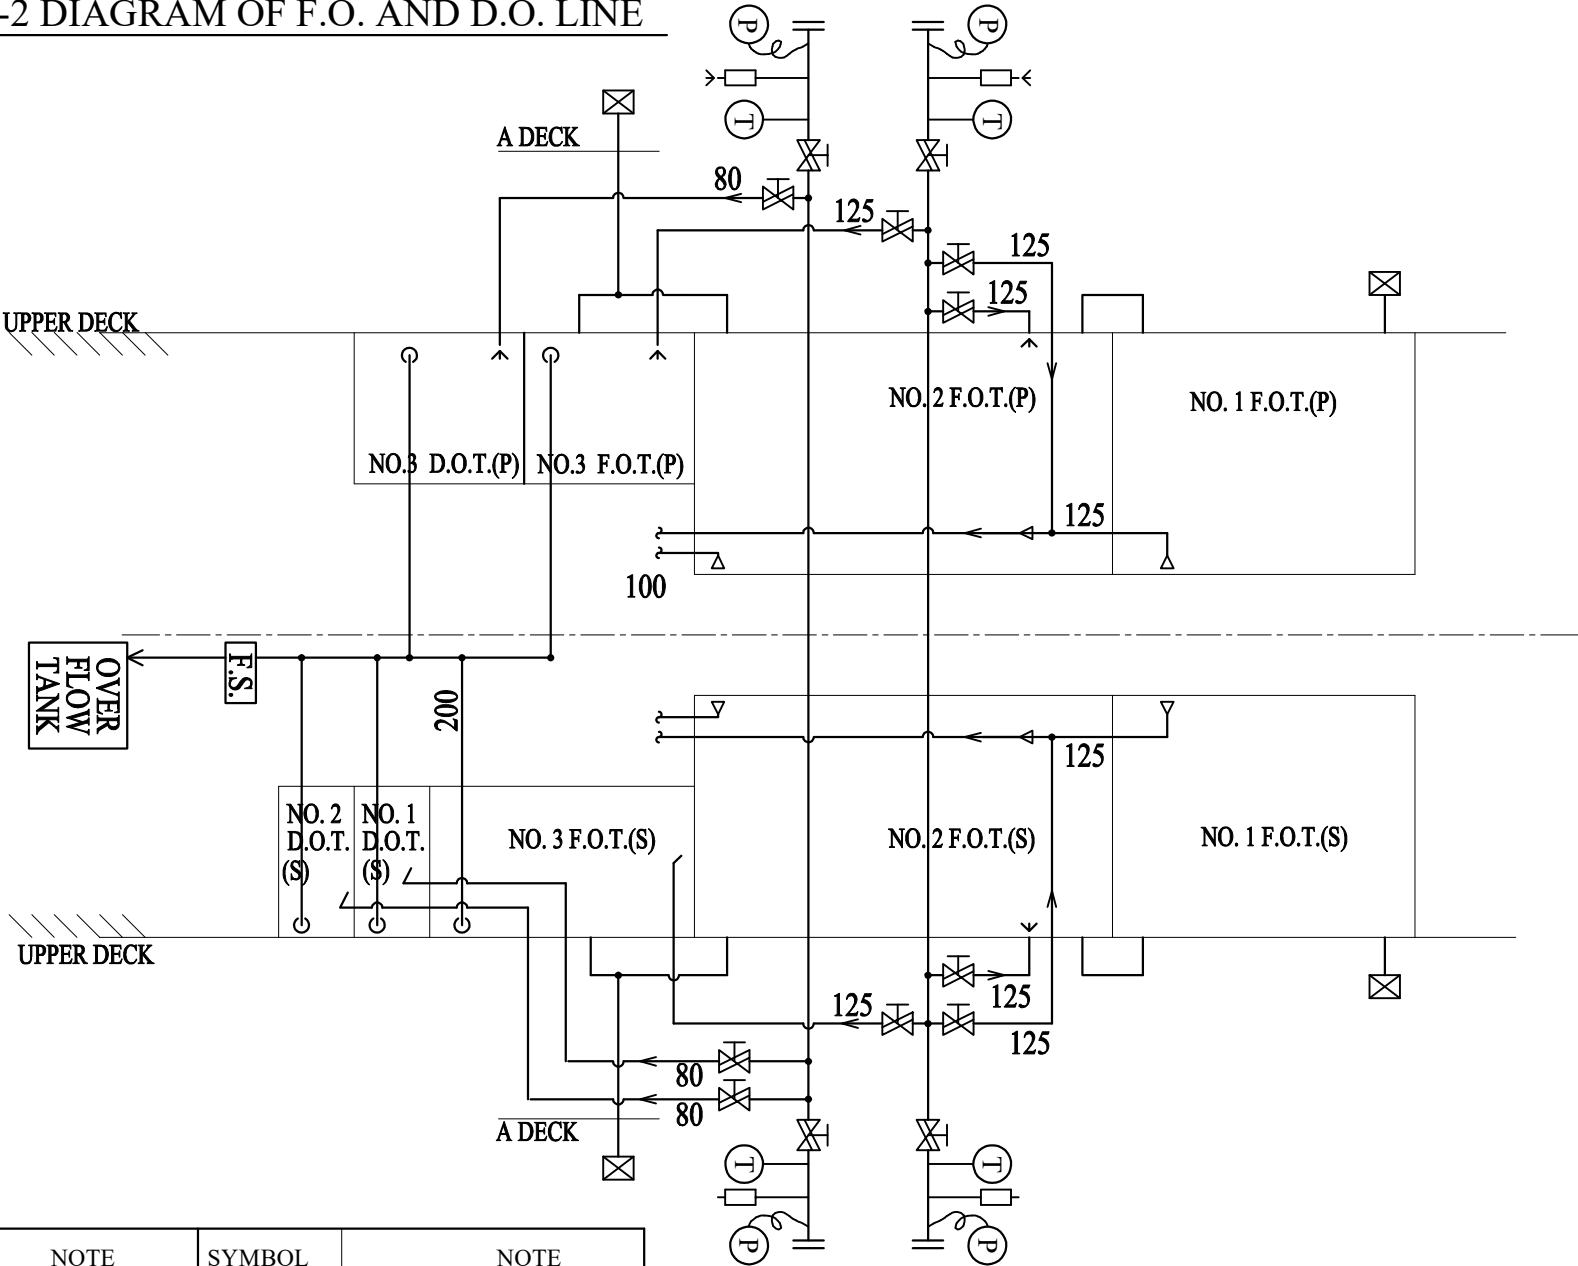 -2 DIAGRAM OF F.O. AND D.O. LINE
P
P
T
T
A DECK
80
125
125
125
UPPER DECK
NO. 2 F.O.T.(P)
NO. 1 F.O.T.(P)
NO.3 D.O.T.(P)
NO.3 F.O.T.(P)
125
100
OVER
FLOW
TANK
F.S.
200
125
NO. 2
D.O.T.
(S)
NO. 1
D.O.T.
(S)
NO. 3 F.O.T.(S)
NO. 2 F.O.T.(S)
NO. 1 F.O.T.(S)
UPPER DECK
125
125
125
80
80
A DECK
T
T
P
P
NOTE
SYMBOL
NOTE